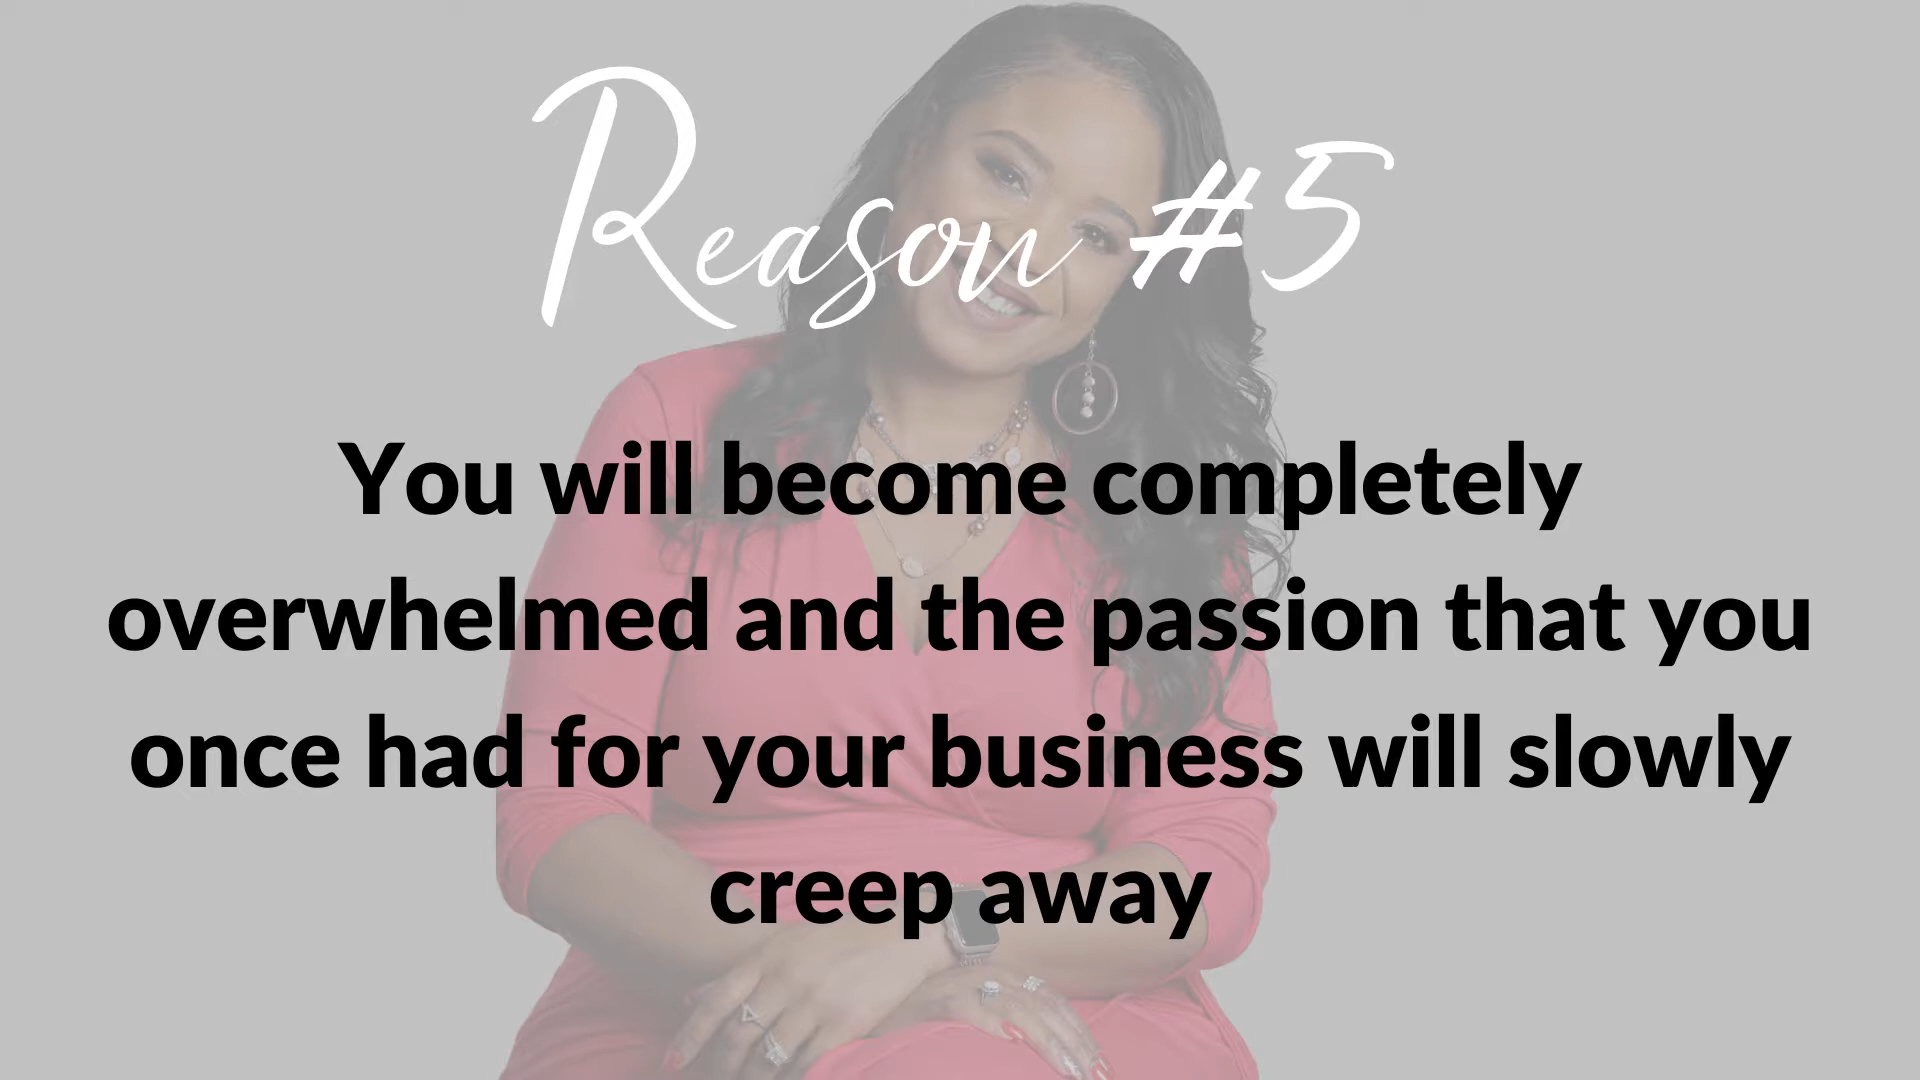 Reason #5
You will become completely
overwhelmed and the passion that you
once had for your business will slowly
creep away